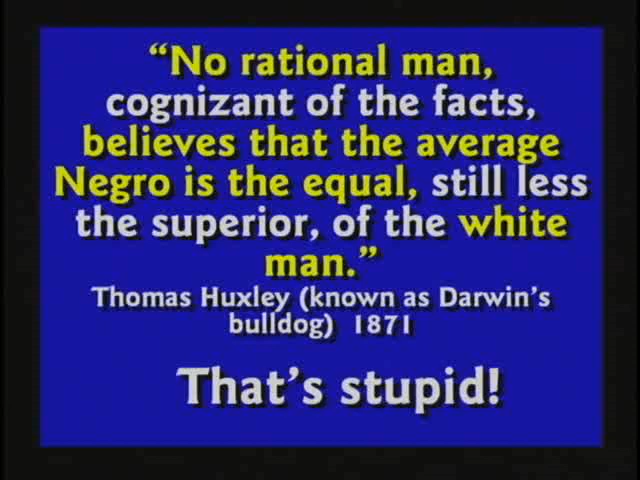 “No rational man,
cognizant of the facts,
believes that the average
Negro is the equal, still less
the superior, of the white
man.”
Thomas Huxley (known as Darwin’s
bulldog) 1871
That’s stupid!